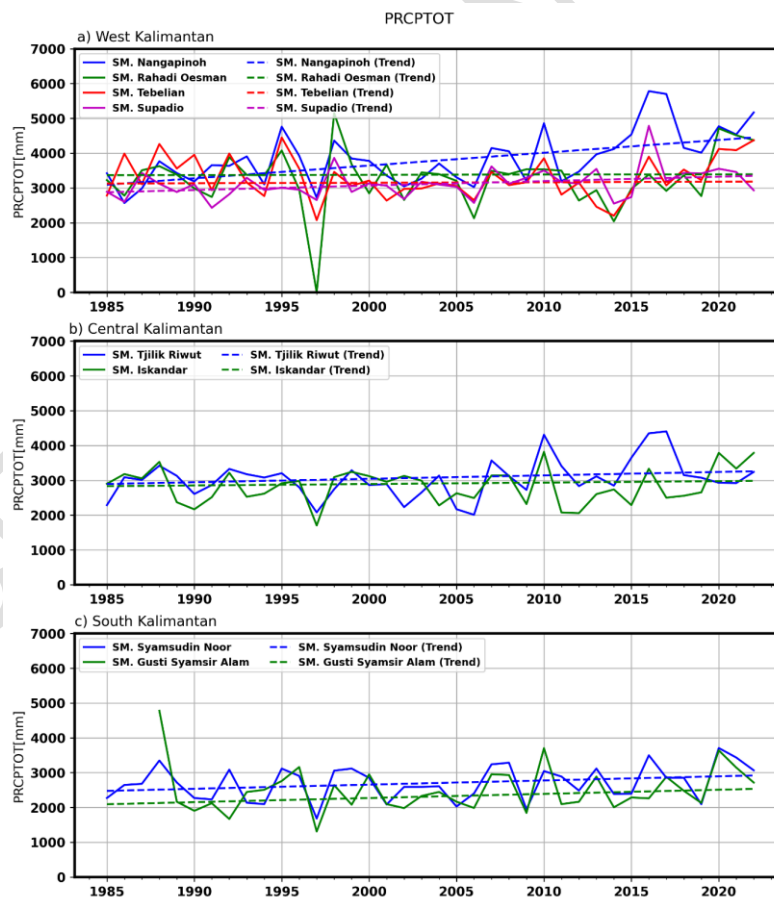 PRCPTOT
a) West Kalimantan
SM. Nangapinoh
SM. Rahadi Oesman
SM. Tebelian
SM. Supadio
SM. Nangapinoh (Trend)
SM. Rahadi Oesman (Trend)
SM. Tebelian (Trend)
SM. Supadio (Trend)
PRCPTOT[mm]
7000
6000
5000
4000
3000
2000
1000
0
1985 1990 1995 2000 2005 2010 2015 2020
b) Central Kalimantan
SM. Tjilik Riwut
SM. Iskandar
SM. Tjilik Riwut (Trend)
SM. Iskandar (Trend)
PRCPTOT[mm]
7000
6000
5000
4000
3000
2000
1000
0
1985 1990 1995 2000 2005 2010 2015 2020
c) South Kalimantan
SM. Syamsudin Noor
SM. Gusti Syamsir Alam
SM. Syamsudin Noor (Trend)
SM. Gusti Syamsir Alam (Trend)
PRCPTOT[mm]
7000
6000
5000
4000
3000
2000
1000
0
1985 1990 1995 2000 2005 2010 2015 2020